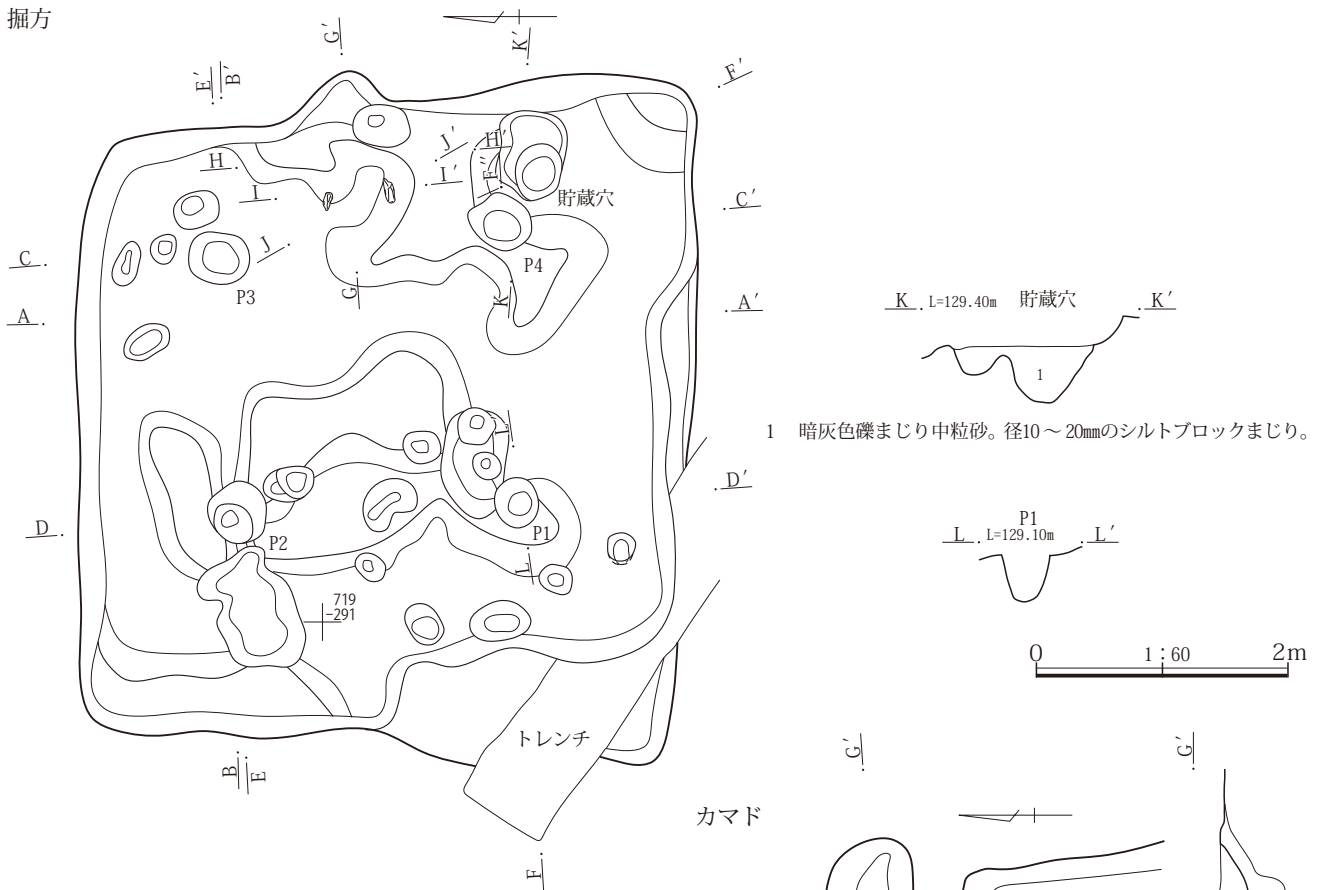 掘方
G′
K′
E′
B′
F′
J′
H′
H
I′
F″
I
貯蔵穴
C′
J
C
P4
P3
G
K
A′
A
K L=129.40m 貯蔵穴 K′
1
1 暗灰色礫まじり中粒砂。径10～20㎜のシルトブロックまじり。
D′
D
P1
P2
P1
L L=129.10m L′
L
719
-291
0 1：60 2m
トレンチ
B
E
G′
G′
カマド
F